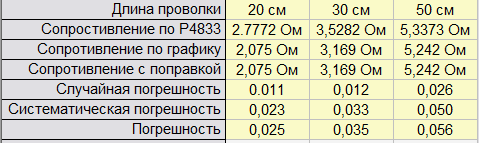 Длина проволки 20 см 30 см 50 см
Сопростивление по Р4833 2.7772 Ом 3,5282 Ом 5,3373 Ом
Сопротивление по графику 2,075 Ом 3,169 Ом 5,242 Ом
Сопротивление с поправкой 2,075 Ом 3,169 Ом 5,242 Ом
Случайная погрешность 0.011 0,012 0,026
Систематическая погрешность 0,023 0,033 0,050
Погрешность 0,025 0,035 0,056